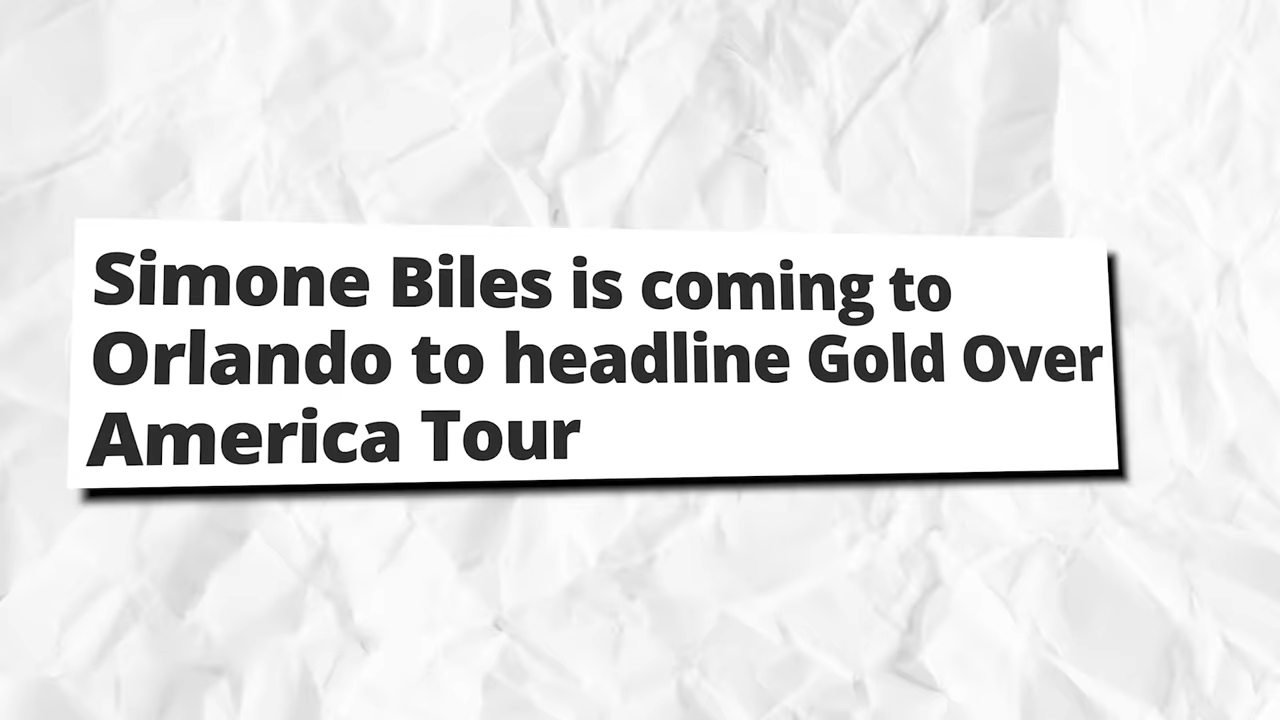 Simone Biles is coming to
Orlando to headline Gold Over
America Tour